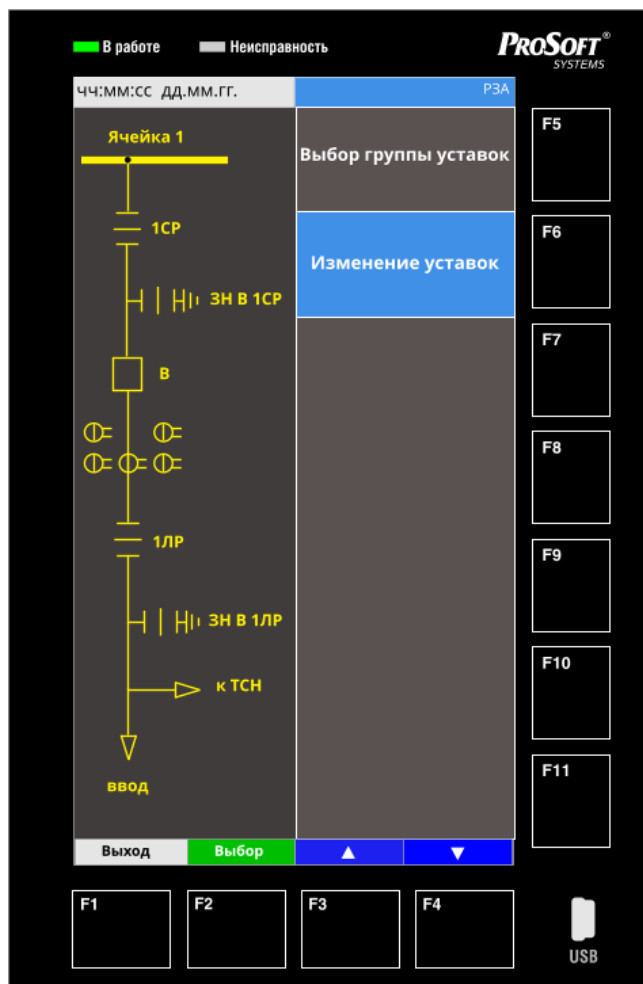 В работе
Неисправность
PROSOFT®
SYSTEMS
чч:мм:сс дд.мм.гг.
РЗА
Ячейка 1
1СР
ЗН В 1СР
В
1ЛР
ЗН В 1ЛР
к ТСН
ввод
Выбор группы уставок
Изменение уставок
Выход
Выбор
F5
F6
F7
F8
F9
F10
F11
F1
F2
F3
F4
USB